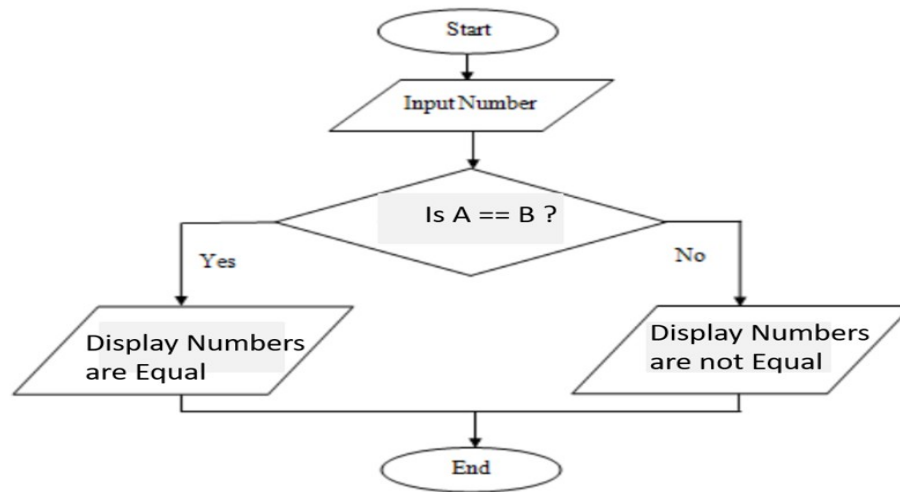 Start
Input Number
Is A == B ?
Yes
No
Display Numbers
are Equal
Display Numbers
are not Equal
End